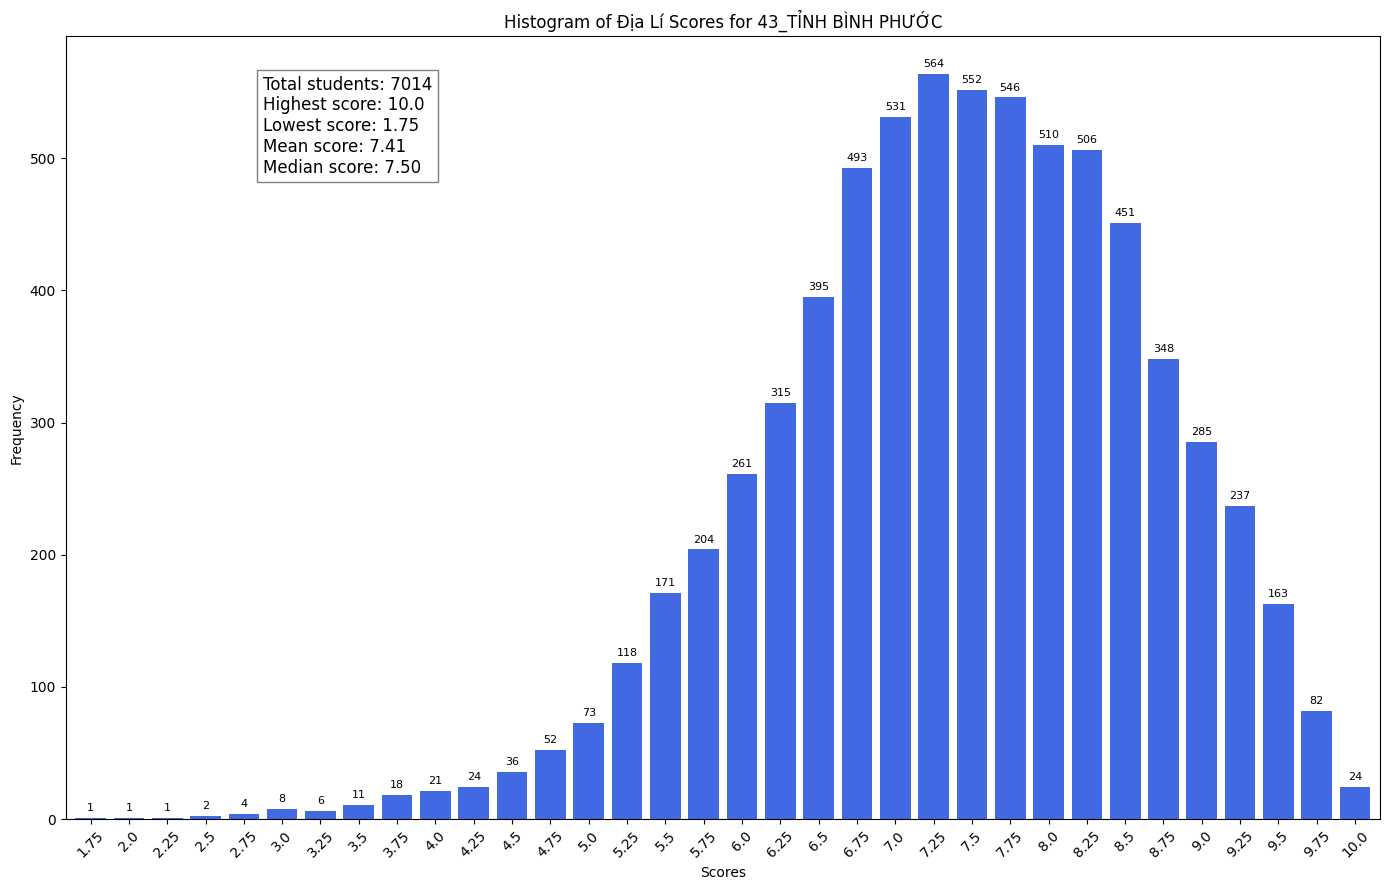 Histogram of Địa Lí Scores for 43_TỈNH BÌNH PHƯỚC
Total students: 7014
Highest score: 10.0
Lowest score: 1.75
Mean score: 7.41
Median score: 7.50
Frequency
500
400
300
200
100
0
1 1 1 2 4 8 6 11 18 21 24 36 52 73 118 171 204 261 315 395 493 531 564 552 546 510 506 451 348 285 237 163 82 24
1.75 2.0 2.25 2.5 2.75 3.0 3.25 3.5 3.75 4.0 4.25 4.5 4.75 5.0 5.25 5.5 5.75 6.0 6.25 6.5 6.75 7.0 7.25 7.5 7.75 8.0 8.25 8.5 8.75 9.0 9.25 9.5 9.75 10.0
Scores